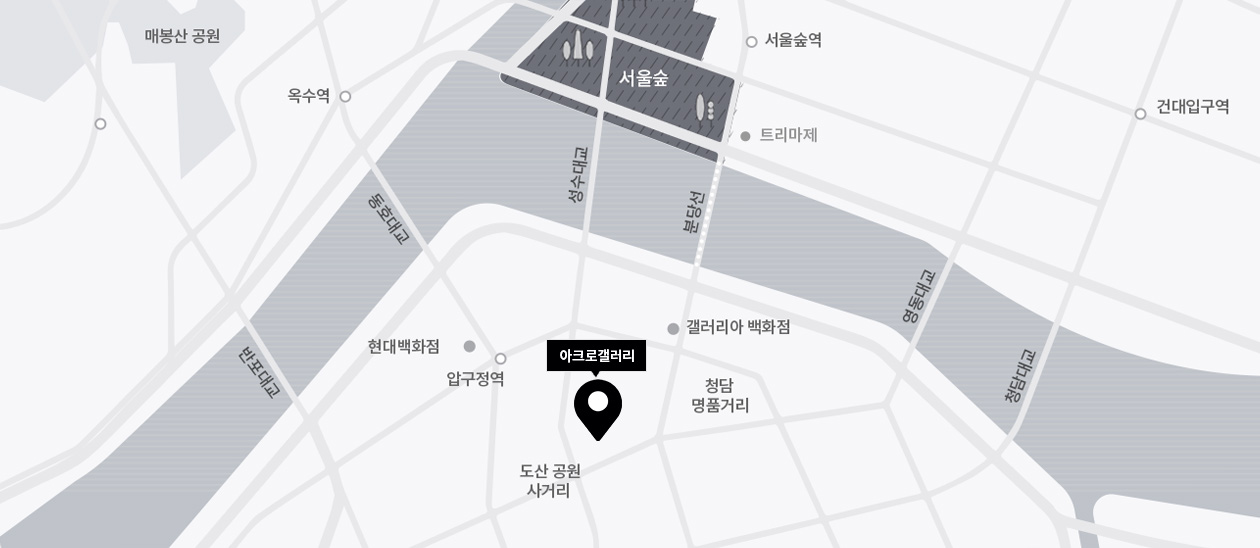 매봉산 공원
서울숲역
옥수역
서울숲
건대입구역
트리마제
성수대교
분당선
동호대교
영동대교
반포대교
청담대교
갤러리아 백화점
현대백화점
압구정역
아크로갤러리
청담
명품거리
도산 공원
사거리